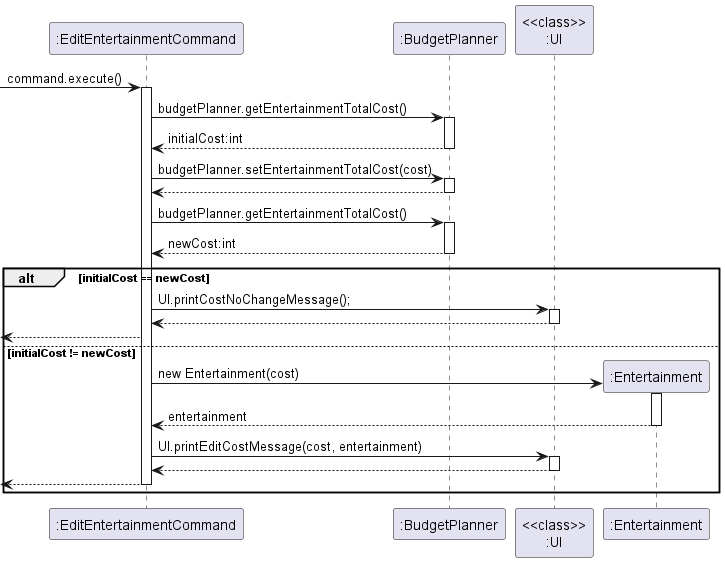 <<class>>
:EditEntertainmentCommand
:BudgetPlanner
:UI
command.execute()
budgetPlanner.getEntertainmentTotalCost()
initialCost:int
budgetPlanner.setEntertainmentTotalCost(cost)
budgetPlanner.getEntertainmentTotalCost()
newCost:int
alt
[initialCost == newCost]
UI.printCostNoChangeMessage();
[initialCost != newCost]
new Entertainment(cost)
:Entertainment
entertainment
UI.printEditCostMessage(cost, entertainment)
:EditEntertainmentCommand
:BudgetPlanner
<<class>>
:UI
:Entertainment